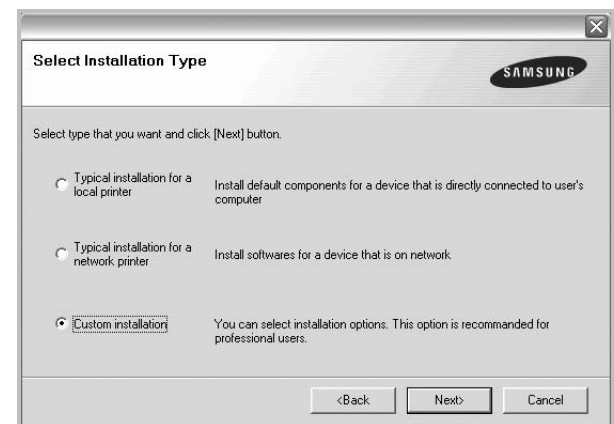 Select Installation Type
SAMSUNG
Select type that you want and click [Next] button.
Typical installation for a
local printer
Install default components for a device that is directly connected to user's
computer
Typical installation for a
network printer
Install softwares for a device that is on network
Custom installation
You can select installation options. This option is recommanded for
professional users.
<Back
Next>
Cancel